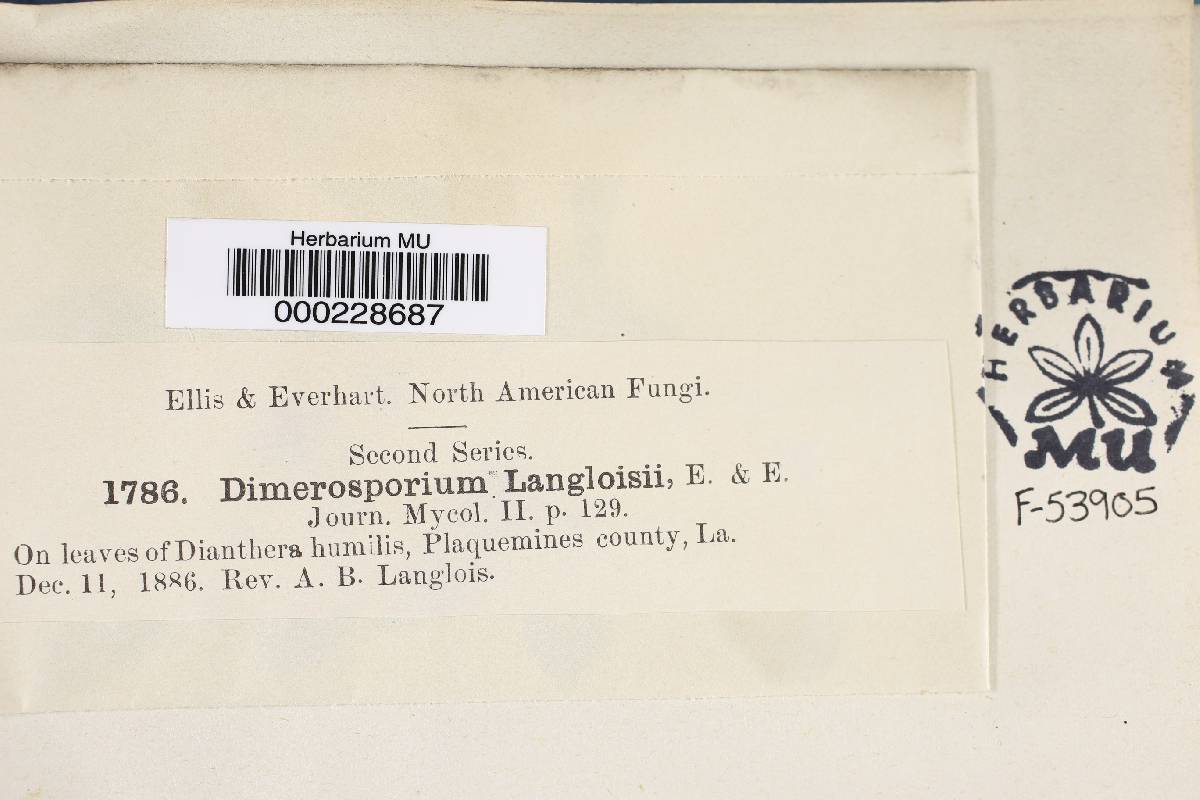 Herbarium MU
000228687
Ellis & Everhart. North American Fungi.
Second Series.
1786. Dimerosporium Langloisii, E. & E.
Journ. Mycol. II. p. 129.
On leaves of Dianthera humilis, Plaquemines county, La.
Dec. 11, 1886. Rev. A. B. Langlois.
HERBARIUM
MU
F-53905